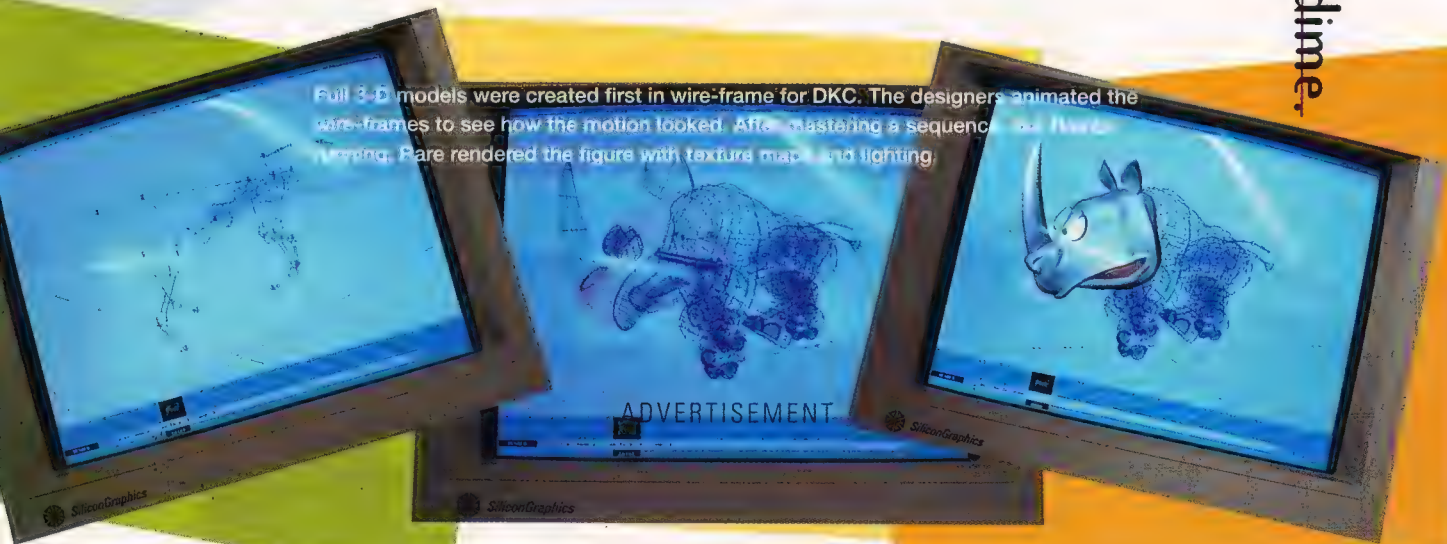 dime
Full 3-D models were created first in wire-frame for DKC. The designers animated the
wire-frames to see how the motion looked. After mastering a sequence
Rare rendered the figure with texture maps and lighting.
ADVERTISEMENT
SiliconGraphics
SiliconGraphics
SiliconGraphics